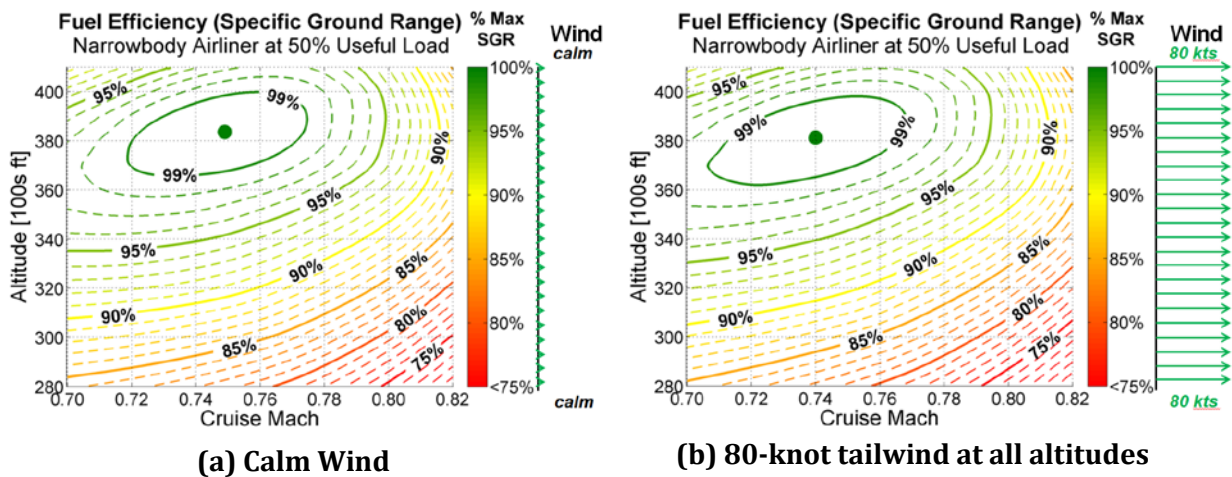 Fuel Efficiency (Specific Ground Range)
Narrowbody Airliner at 50% Useful Load
% Max
SGR
Wind
calm
100%
95%
90%
85%
80%
<75%
calm
Altitude [100s ft]
400
380
360
340
320
300
280
95%
99%
99%
90%
95%
95%
90%
90%
85%
85%
80%
75%
0.70 0.72 0.74 0.76 0.78 0.80 0.82
Cruise Mach
(a) Calm Wind
Fuel Efficiency (Specific Ground Range)
Narrowbody Airliner at 50% Useful Load
% Max
SGR
Wind
80 kts
100%
95%
90%
85%
80%
<75%
80 kts
Altitude [100s ft]
400
380
360
340
320
300
280
95%
99%
99%
90%
95%
95%
90%
90%
85%
85%
80%
75%
0.70 0.72 0.74 0.76 0.78 0.80 0.82
Cruise Mach
(b) 80-knot tailwind at all altitudes